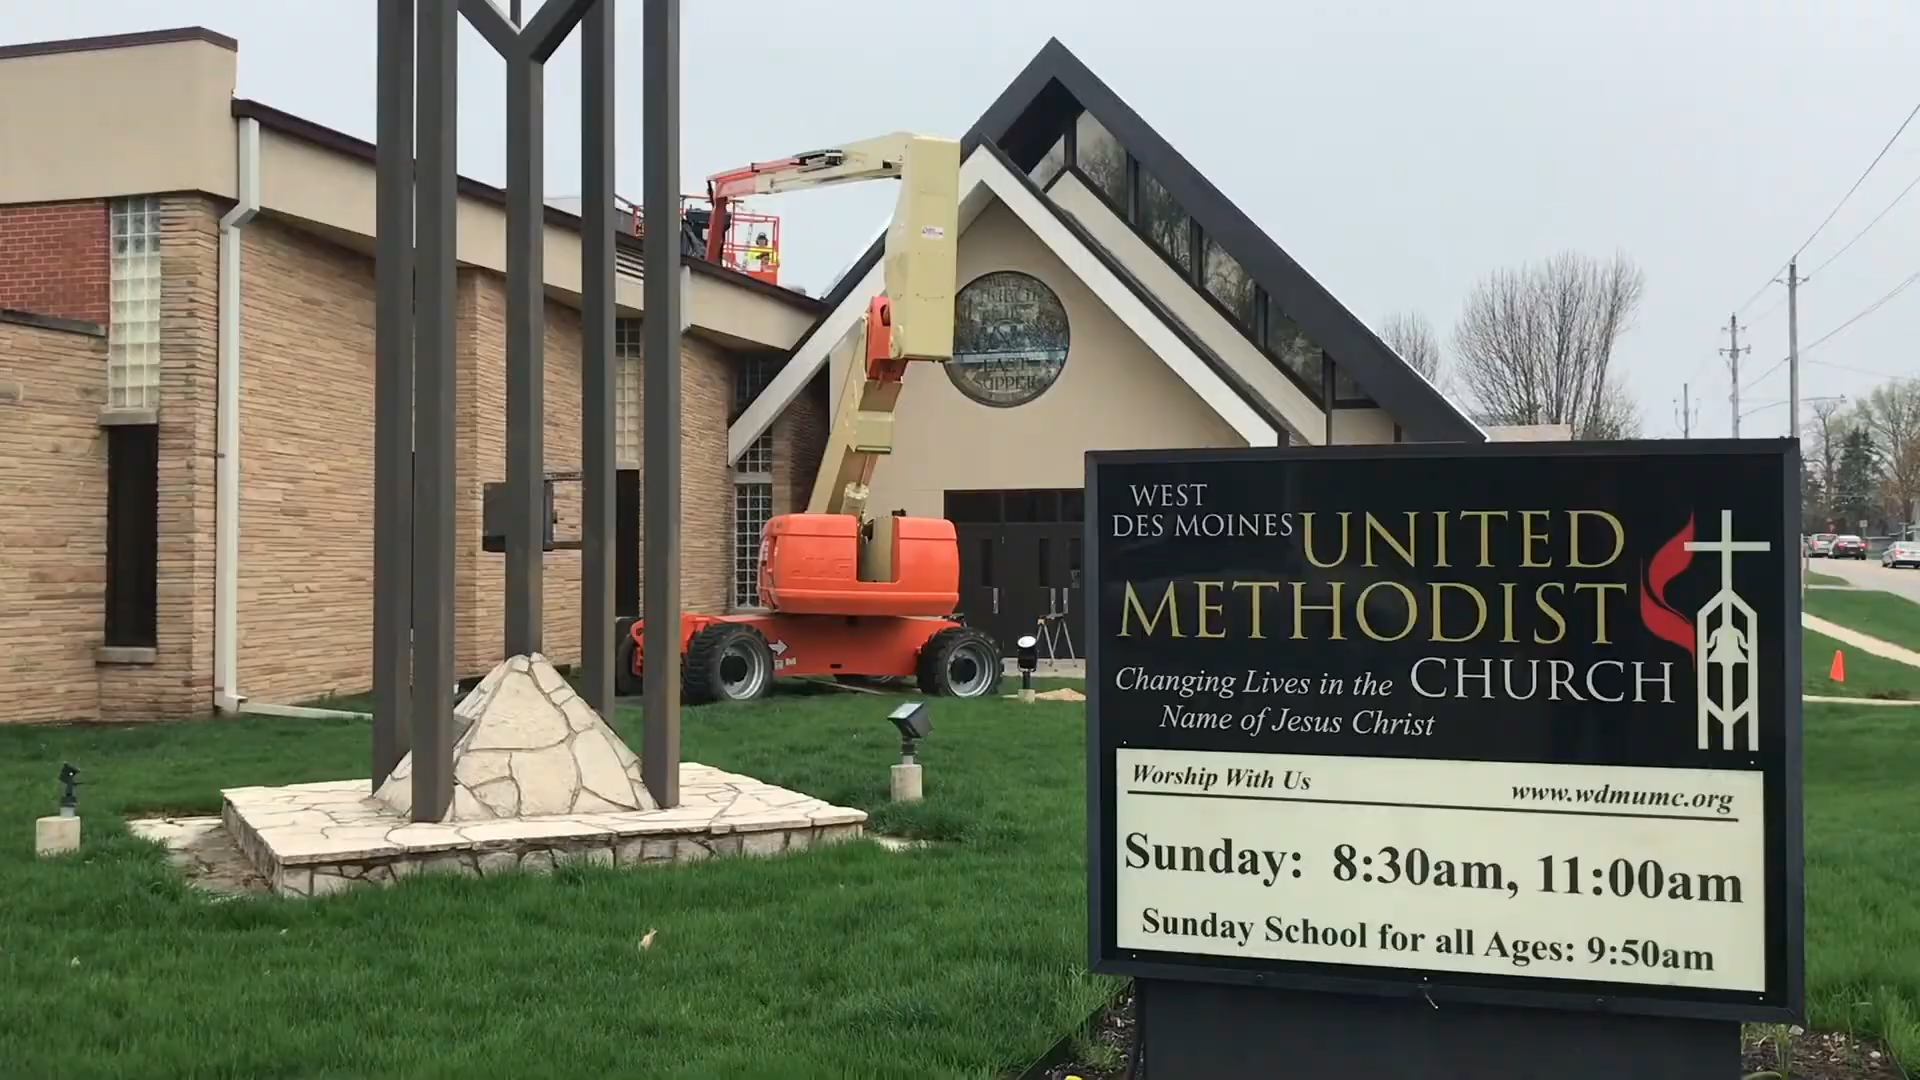 CHURCH
LAST
SUPPER
WEST
DES MOINES UNITED
METHODIST
Changing Lives in the CHURCH
Name of Jesus Christ
Worship With Us www.wdmumc.org
Sunday: 8:30am, 11:00am
Sunday School for all Ages: 9:50am